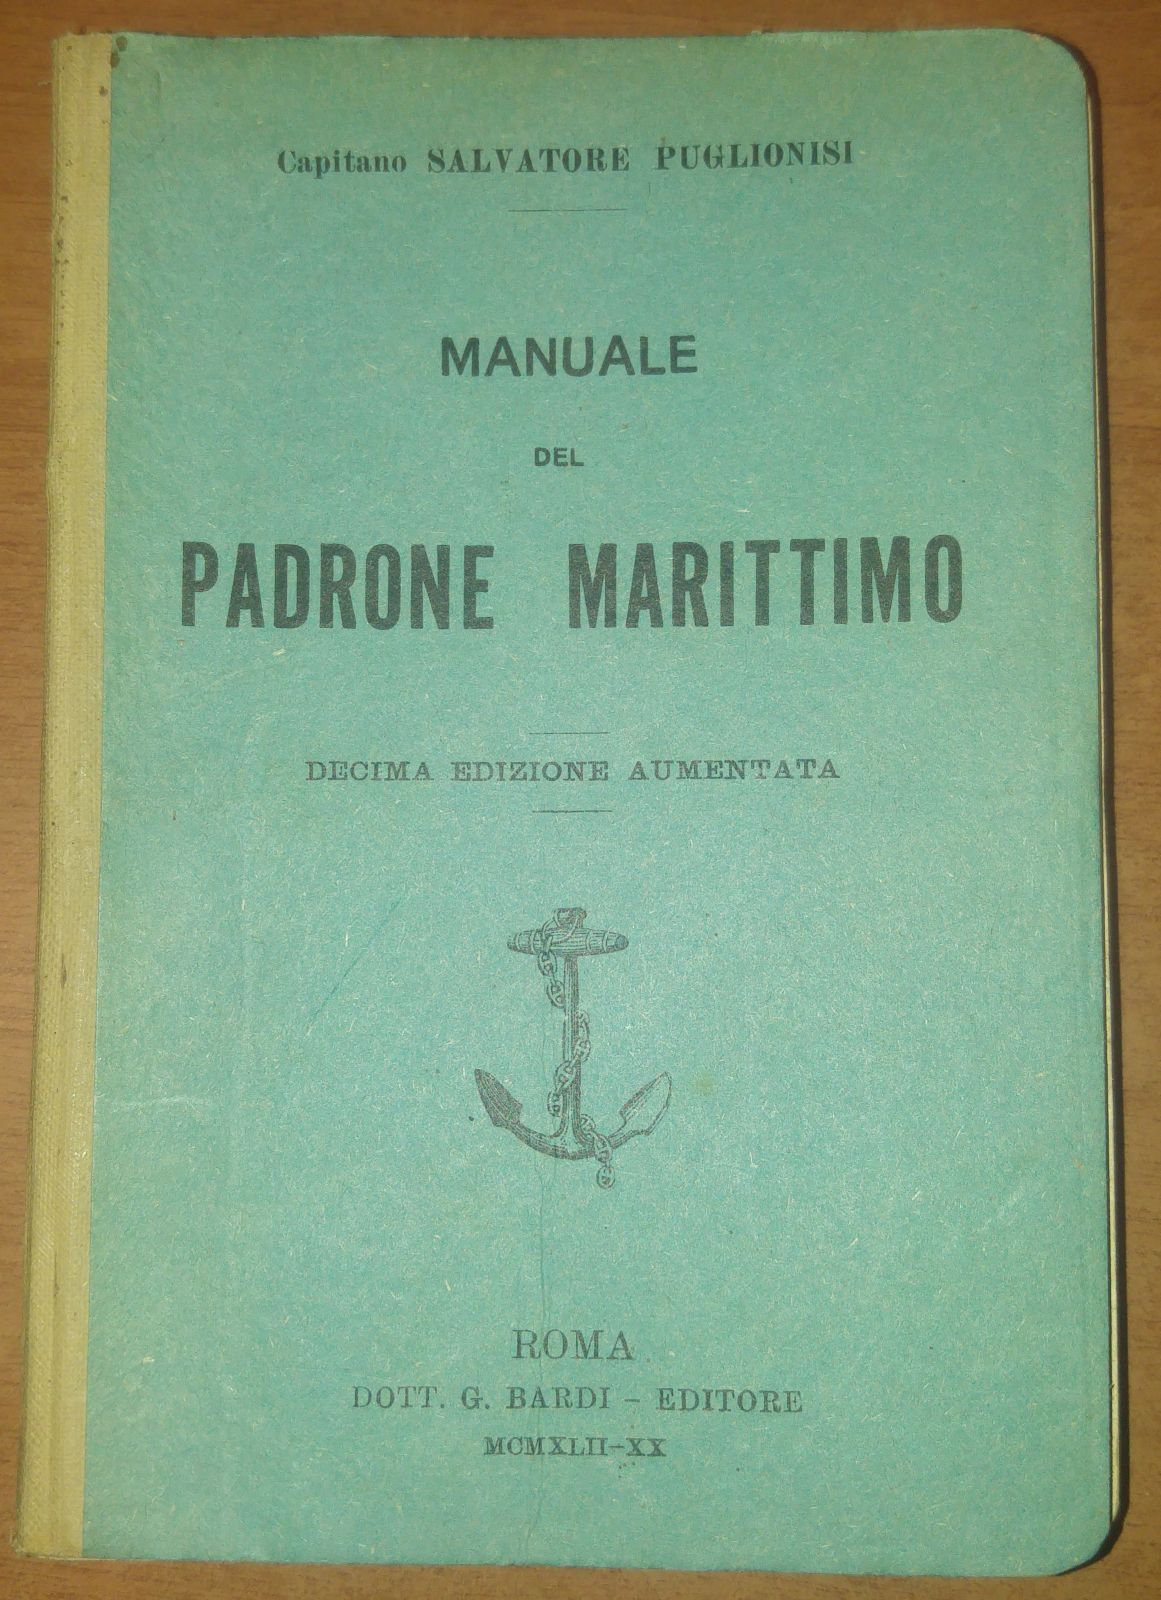 Capitano SALVATORE PUGLIONISI
MANUALE
DEL
PADRONE MARITTIMO
DECIMA EDIZIONE AUMENTATA
ROMA
DOTT. G. BARDI - EDITORE
MCMXLII-XX